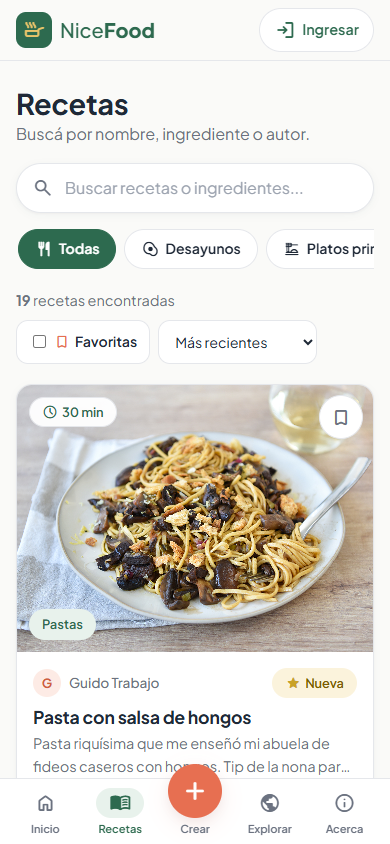 NiceFood
Ingresar
Recetas
Buscá por nombre, ingrediente o autor.
Buscar recetas o ingredientes...
Todas
Desayunos
Platos prin
19 recetas encontradas
Favoritas
Más recientes
30 min
Pastas
G
Guido Trabajo
Nueva
Pasta con salsa de hongos
Pasta riquísima que me enseñó mi abuela de
fideos caseros con hongos. Tip de la nona par...
Inicio
Recetas
Crear
Explorar
Acerca